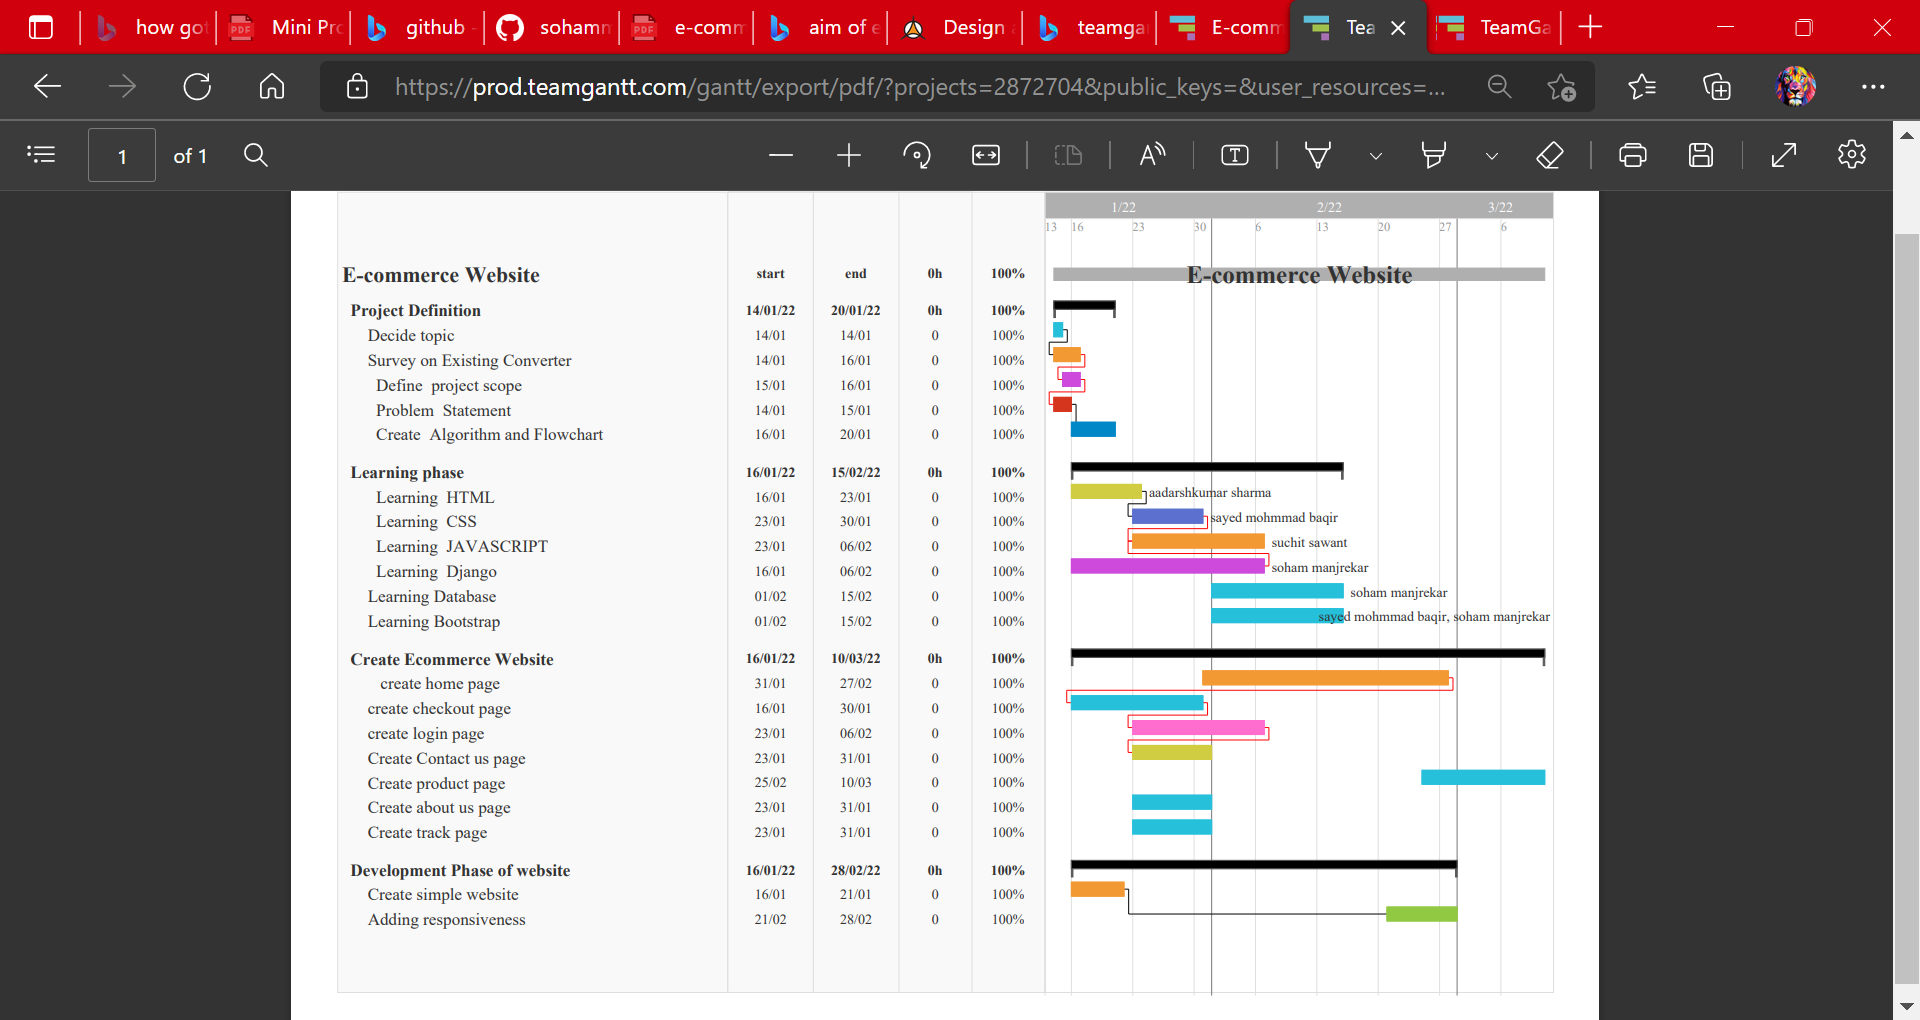 how got
Mini Pro
github -
sohamm
e-comm
aim of e
Design a
teamgan
E-comm
Tea
TeamGa
https://prod.teamgantt.com/gantt/export/pdf/?projects=2872704&public_keys=&user_resources=...
1 of 1
1/22 2/22 3/22
13 16 23 30 6 13 20 27 6
E-commerce Website start end 0h 100% E-commerce Website
Project Definition 14/01/22 20/01/22 0h 100%
Decide topic 14/01 14/01 0 100%
Survey on Existing Converter 14/01 16/01 0 100%
Define project scope 15/01 16/01 0 100%
Problem Statement 14/01 15/01 0 100%
Create Algorithm and Flowchart 16/01 20/01 0 100%
Learning phase 16/01/22 15/02/22 0h 100%
Learning HTML 16/01 23/01 0 100% aadarshkumar sharma
Learning CSS 23/01 30/01 0 100% sayed mohmmad baqir
Learning JAVASCRIPT 23/01 06/02 0 100% suchit sawant
Learning Django 16/01 06/02 0 100% soham manjrekar
Learning Database 01/02 15/02 0 100% soham manjrekar
Learning Bootstrap 01/02 15/02 0 100% sayed mohmmad baqir, soham manjrekar
Create Ecommerce Website 16/01/22 10/03/22 0h 100%
create home page 31/01 27/02 0 100%
create checkout page 16/01 30/01 0 100%
create login page 23/01 06/02 0 100%
Create Contact us page 23/01 31/01 0 100%
Create product page 25/02 10/03 0 100%
Create about us page 23/01 31/01 0 100%
Create track page 23/01 31/01 0 100%
Development Phase of website 16/01/22 28/02/22 0h 100%
Create simple website 16/01 21/01 0 100%
Adding responsiveness 21/02 28/02 0 100%